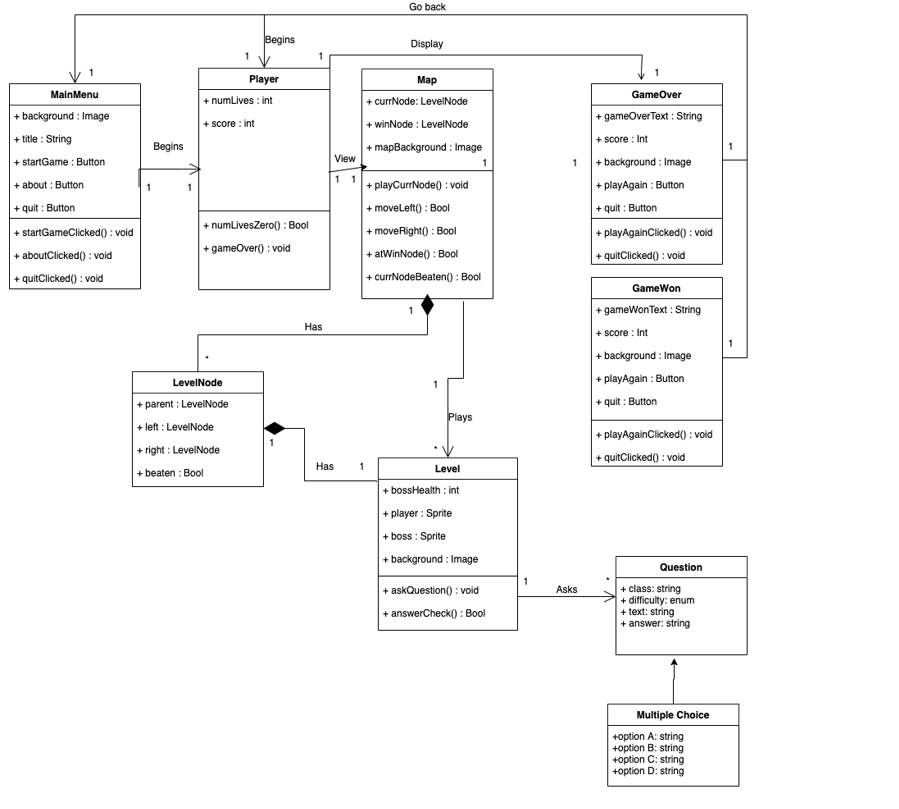 Go back
Begins
1
1
Display
1
1
MainMenu
+ background : Image
+ title : String
+ startGame : Button
+ about : Button
+ quit : Button
+ startGameClicked() : void
+ aboutClicked() : void
+ quitClicked() : void
Begins
1
1
Player
+ numLives : int
+ score : int
+ numLivesZero() : Bool
+ gameOver() : void
View
1
1
Map
+ currNode: LevelNode
+ winNode : LevelNode
+ mapBackground : Image
1
+ playCurrNode() : void
+ moveLeft() : Bool
+ moveRight() : Bool
+ atWinNode() : Bool
+ currNodeBeaten() : Bool
1
1
GameOver
+ gameOverText : String
+ score : Int
+ background : Image
+ playAgain : Button
+ quit : Button
+ playAgainClicked() : void
+ quitClicked() : void
1
GameWon
+ gameWonText : String
+ score : Int
+ background : Image
+ playAgain : Button
+ quit : Button
+ playAgainClicked() : void
+ quitClicked() : void
1
1
Has
*
LevelNode
+ parent : LevelNode
+ left : LevelNode
+ right : LevelNode
+ beaten : Bool
1
Has
1
1
Plays
*
Level
+ bossHealth : int
+ player : Sprite
+ boss : Sprite
+ background : Image
+ askQuestion() : void
+ answerCheck() : Bool
1
Asks
*
Question
+ class: string
+ difficulty: enum
+ text: string
+ answer: string
Multiple Choice
+option A: string
+option B: string
+option C: string
+option D: string